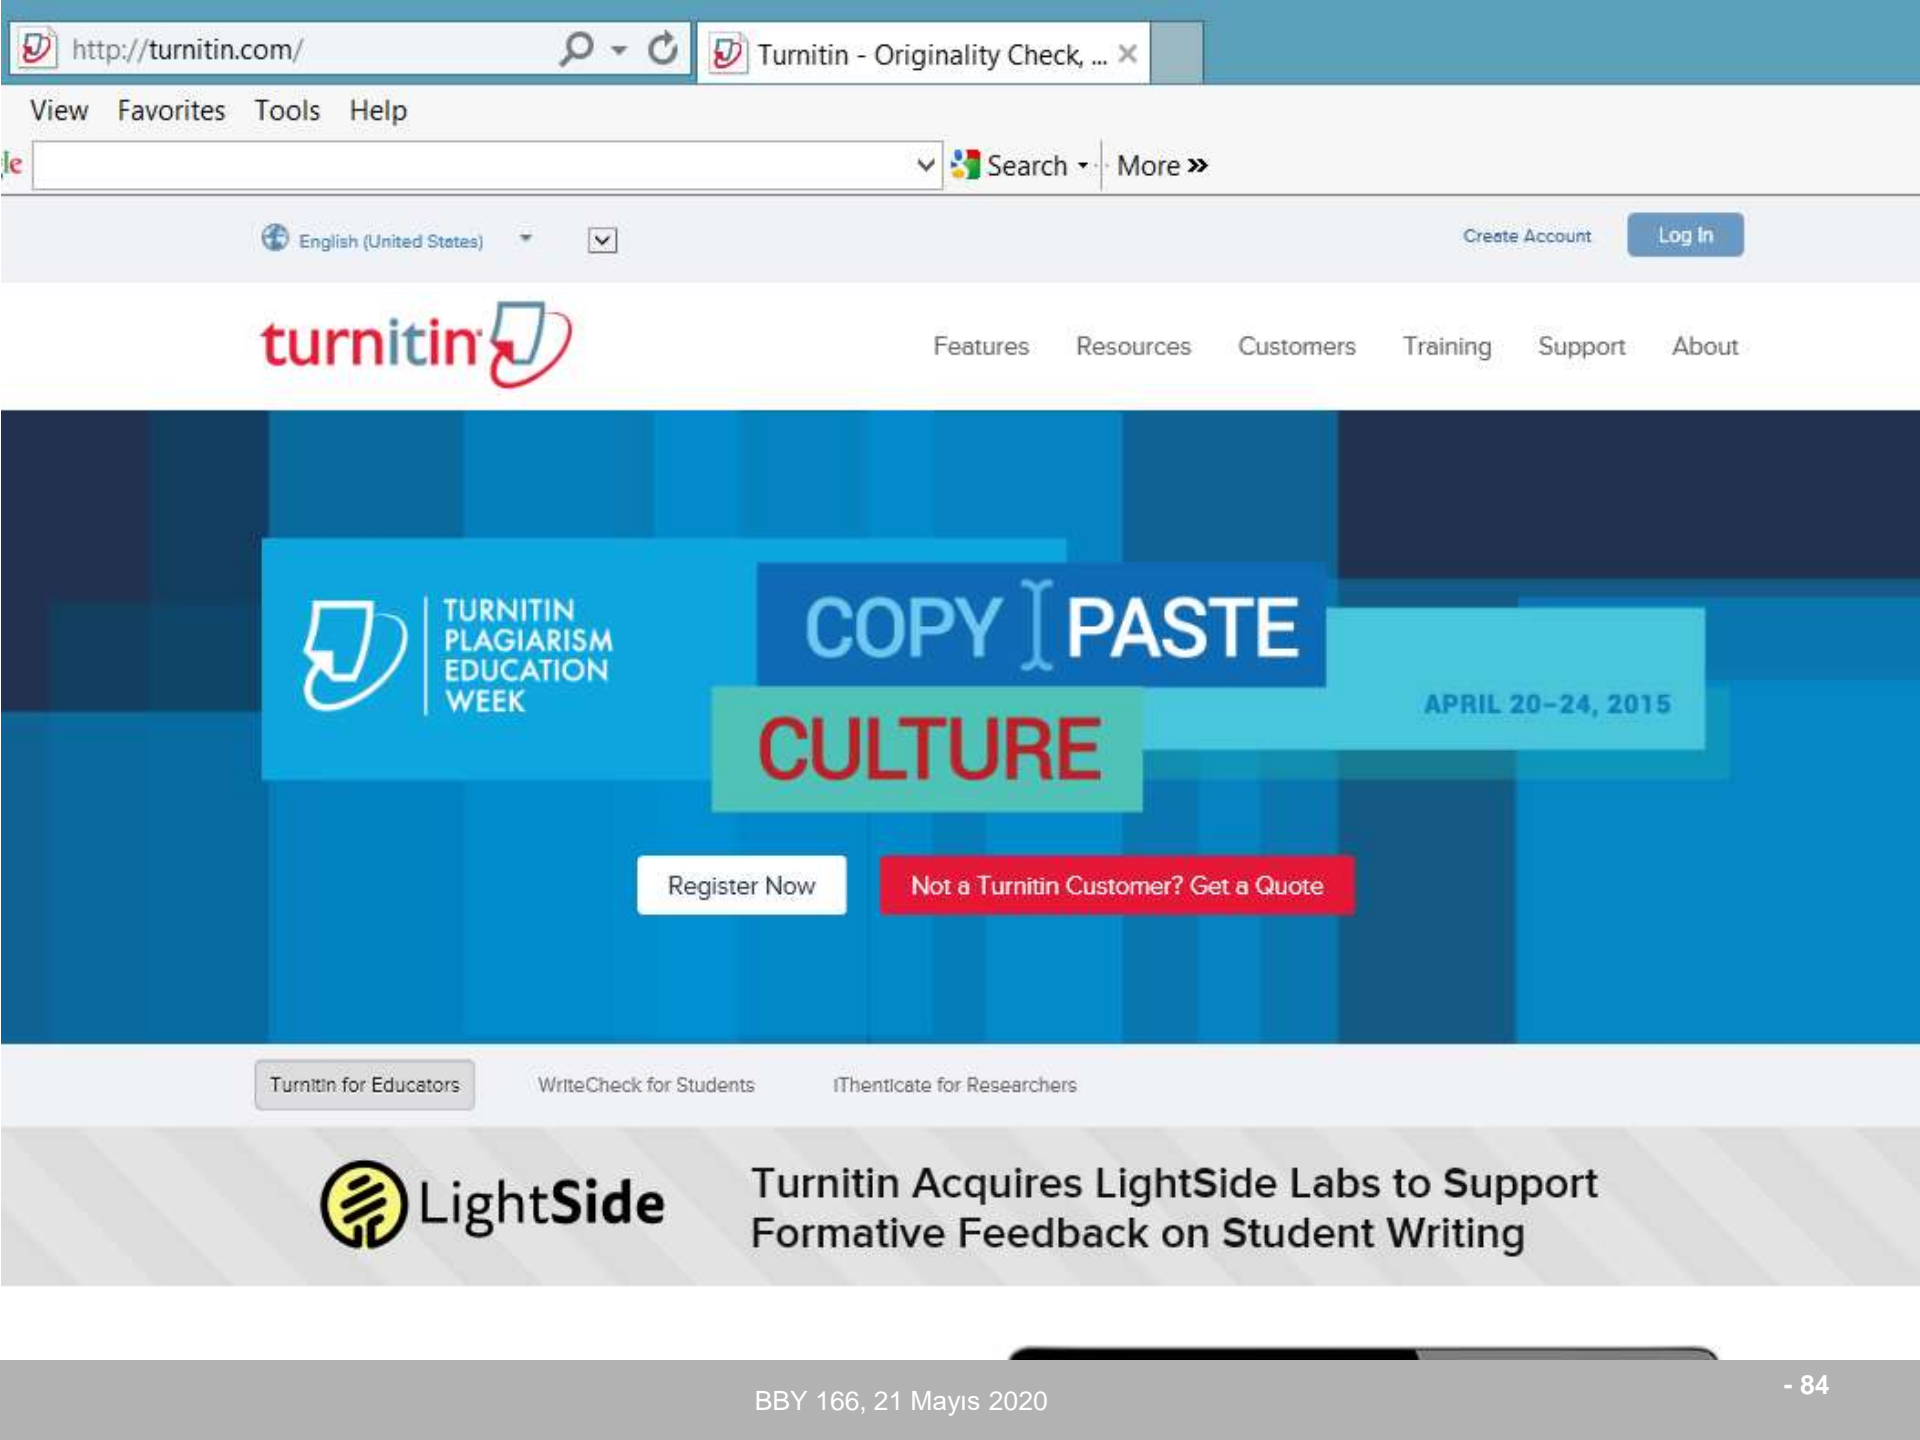 http://turnitin.com/
Turnitin - Originality Check, ...
View Favorites Tools Help
le
Search More »
English (United States)
Create Account Log In
turnitin
Features Resources Customers Training Support About
TURNITIN
PLAGIARISM
EDUCATION
WEEK
COPY PASTE
CULTURE
APRIL 20–24, 2015
Register Now
Not a Turnitin Customer? Get a Quote
Turnitin for Educators WriteCheck for Students iThenticate for Researchers
LightSide
Turnitin Acquires LightSide Labs to Support
Formative Feedback on Student Writing
BBY 166, 21 Mayıs 2020
- 84